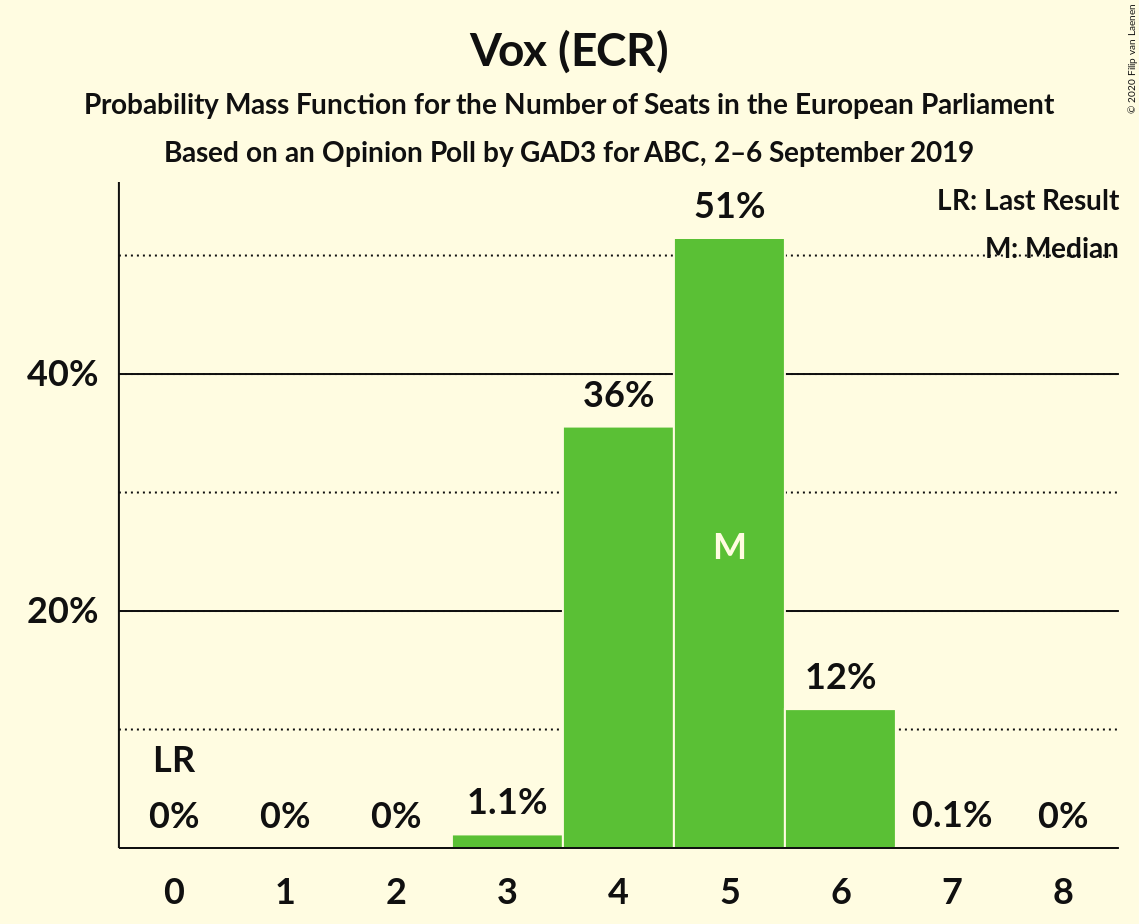 Vox (ECR)
Probability Mass Function for the Number of Seats in the European Parliament
Based on an Opinion Poll by GAD3 for ABC, 2–6 September 2019
© 2020 Filip van Laenen
LR: Last Result
M: Median
51%
40%
36%
M
20%
12%
LR
0%
0%
0%
1.1%
0.1%
0%
0 1 2 3 4 5 6 7 8